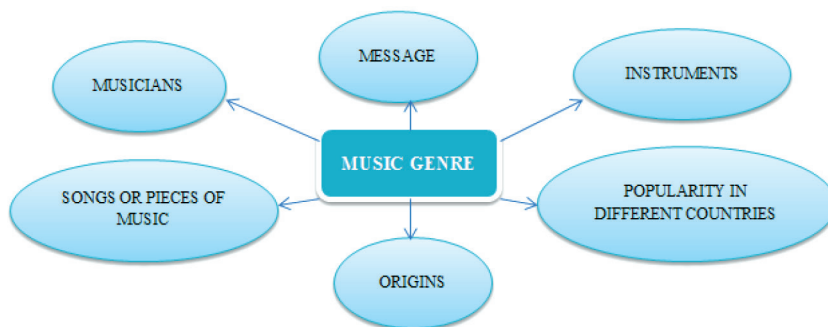 MESSAGE
MUSICIANS
INSTRUMENTS
MUSIC GENRE
SONGS OR PIECES OF
MUSIC
POPULARITY IN
DIFFERENT COUNTRIES
ORIGINS